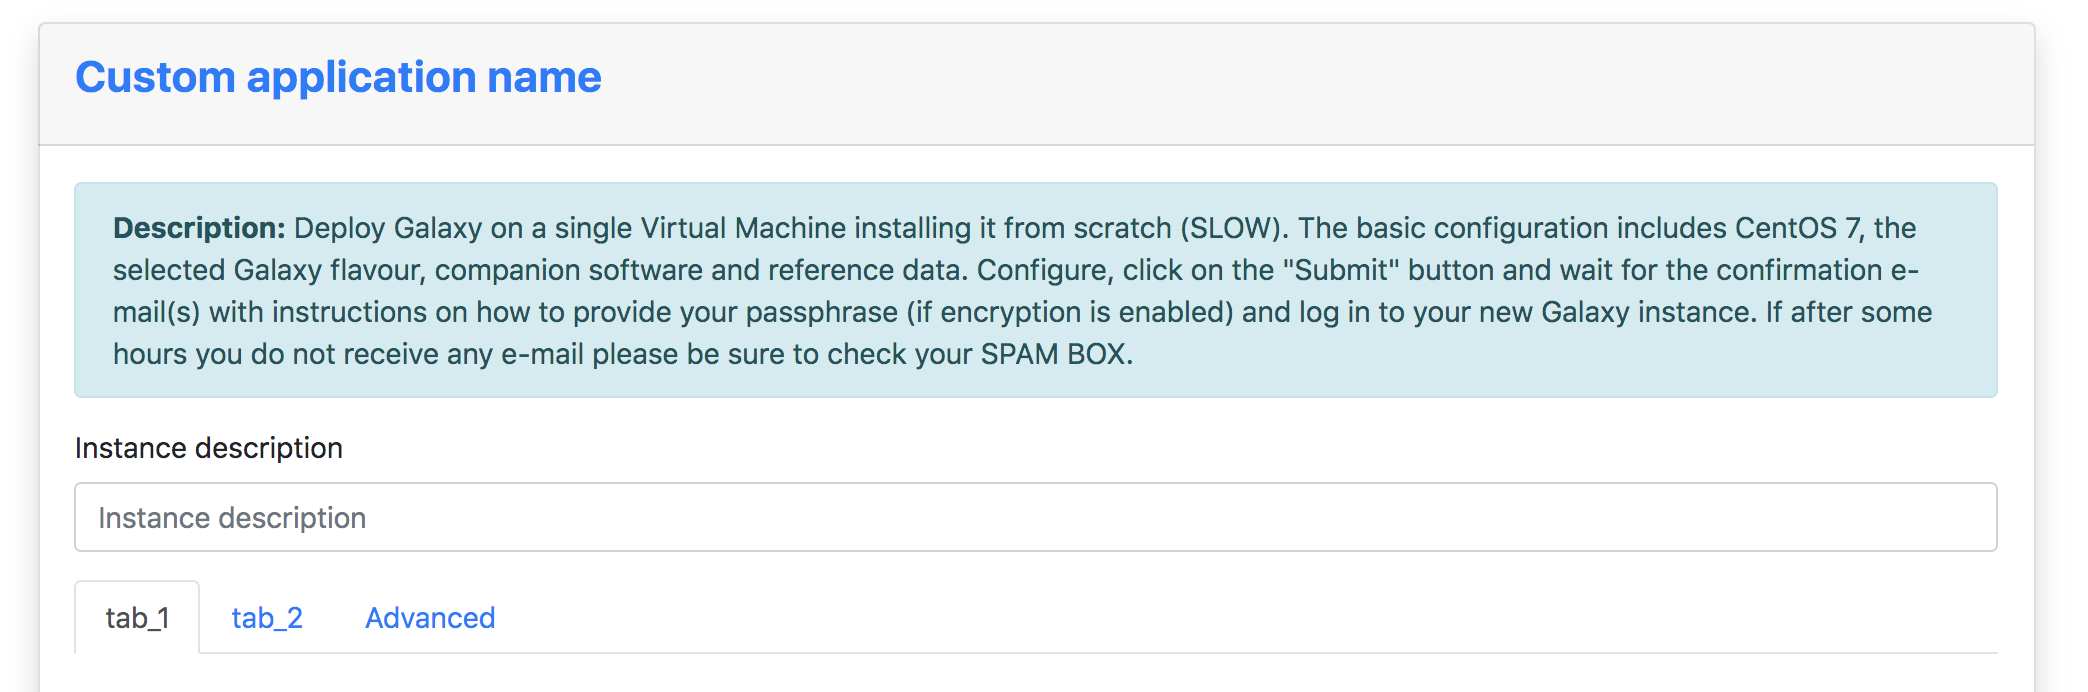 Custom application name
Description: Deploy Galaxy on a single Virtual Machine installing it from scratch (SLOW). The basic configuration includes CentOS 7, the
selected Galaxy flavour, companion software and reference data. Configure, click on the "Submit" button and wait for the confirmation e-
mail(s) with instructions on how to provide your passphrase (if encryption is enabled) and log in to your new Galaxy instance. If after some
hours you do not receive any e-mail please be sure to check your SPAM BOX.
Instance description
Instance description
tab_1 tab_2 Advanced